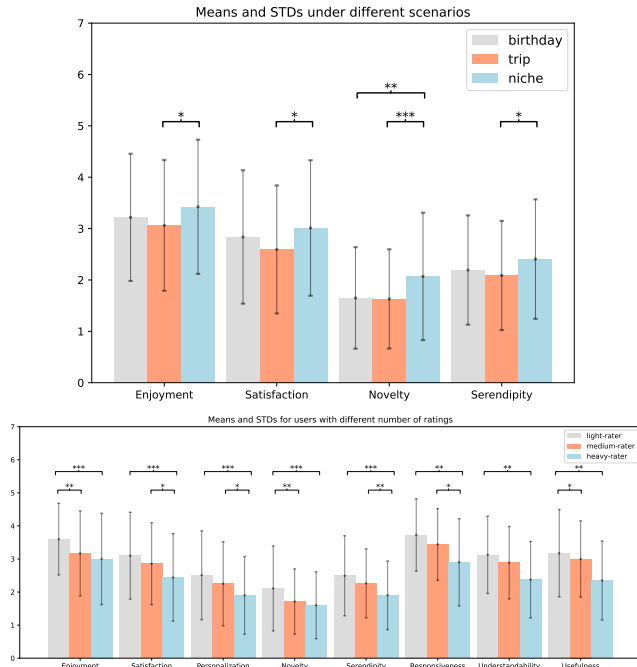 Means and STDs under different scenarios
7
6
5
4
3
2
1
0
birthday
trip
niche
* * ** *** *
Enjoyment Satisfaction Novelty Serendipity
Means and STDs for users with different number of ratings
7
6
5
4
3
2
1
0
light-rater
medium-rater
heavy-rater
*** *** *** *** *** ** ** **
** * * ** ** * *
Enjoyment Satisfaction Personalization Novelty Serendipity Responsiveness Understandability Usefulness